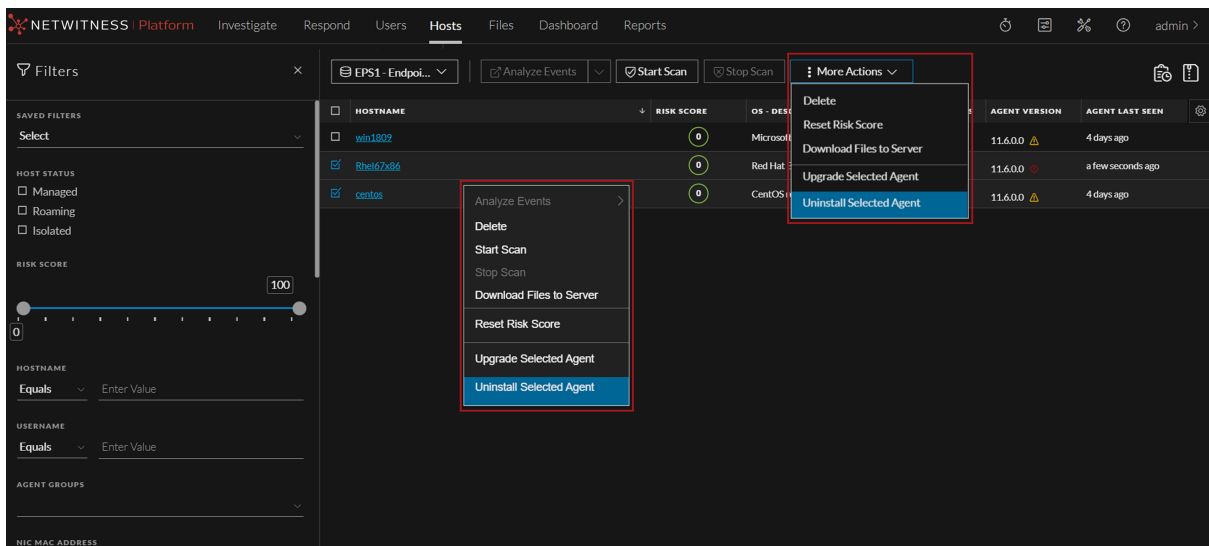 NETWITNESS Platform Investigate Respond Users Hosts Files Dashboard Reports admin >
Filters ×
EPS1 - Endpoi... Analyze Events Start Scan Stop Scan More Actions
SAVED FILTERS
Select
HOST STATUS
Managed
Roaming
Isolated
RISK SCORE
100
0
HOSTNAME
Equals Enter Value
USERNAME
Equals Enter Value
AGENT GROUPS
NIC MAC ADDRESS
HOSTNAME RISK SCORE OS - DES AGENT VERSION AGENT LAST SEEN
win1809 0 Microsoft 11.6.0.0 4 days ago
Rhel67x86 0 Red Hat 11.6.0.0 a few seconds ago
centos 0 CentOS 11.6.0.0 4 days ago
Analyze Events >
Delete
Start Scan
Stop Scan
Download Files to Server
Reset Risk Score
Upgrade Selected Agent
Uninstall Selected Agent
Delete
Reset Risk Score
Download Files to Server
Upgrade Selected Agent
Uninstall Selected Agent